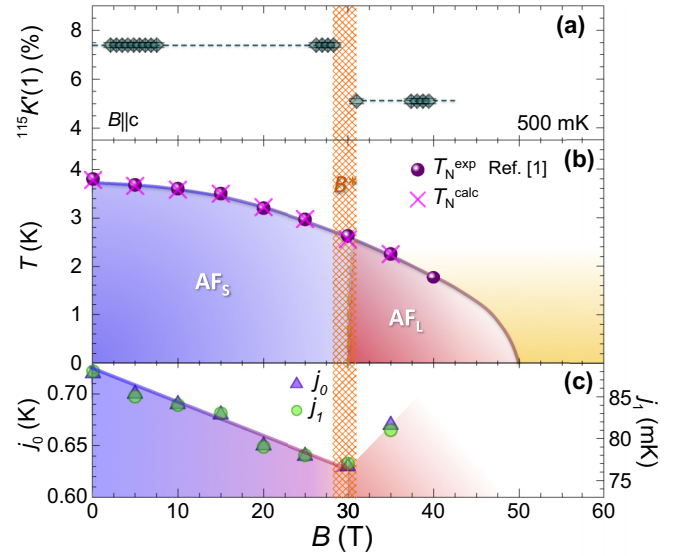 8
6
4
¹¹⁵K'(1) (%)
(a)
B||c
500 mK
4
3
2
1
0
T (K)
(b)
B*
T_N^exp Ref. [1]
T_N^calc
AF_S
AF_L
0.70
0.65
0.60
j_0 (K)
(c)
j_0
j_1
85
80
75
j_1 (mK)
0 10 20 30 40 50 60
B (T)